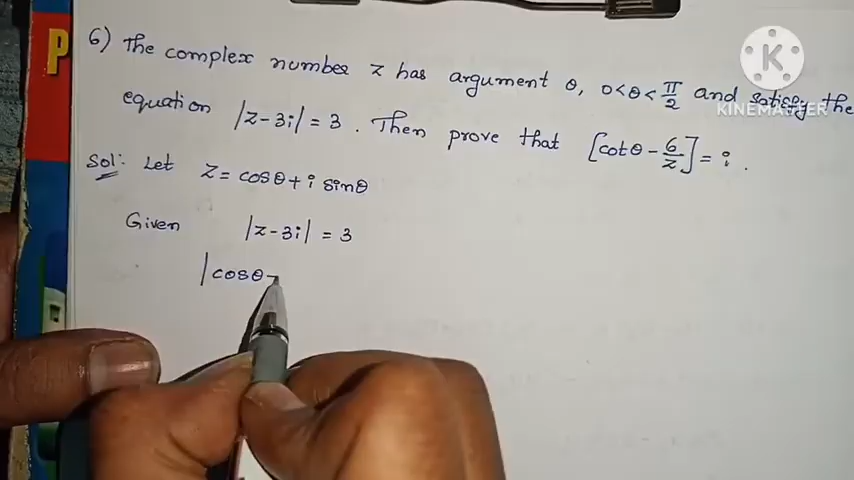 6) The complex number z has argument θ, 0<θ<π/2 and satisfy the
equation |z-3i| = 3. Then prove that [cotθ - 6/z] = i.
Sol: Let z = cosθ + i sinθ
Given |z-3i| = 3
|cosθ-
K
KINEMASTER
P